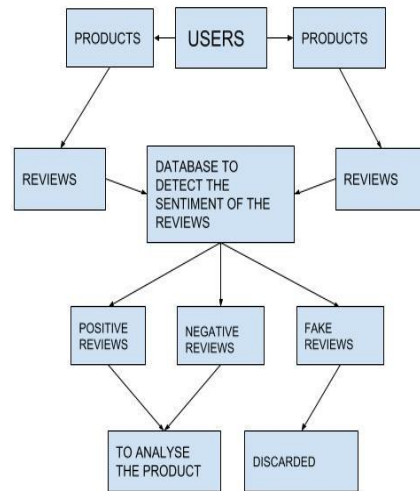 PRODUCTS
USERS
PRODUCTS
REVIEWS
DATABASE TO
DETECT THE
SENTIMENT OF THE
REVIEWS
REVIEWS
POSITIVE
REVIEWS
NEGATIVE
REVIEWS
FAKE
REVIEWS
TO ANALYSE
THE PRODUCT
DISCARDED